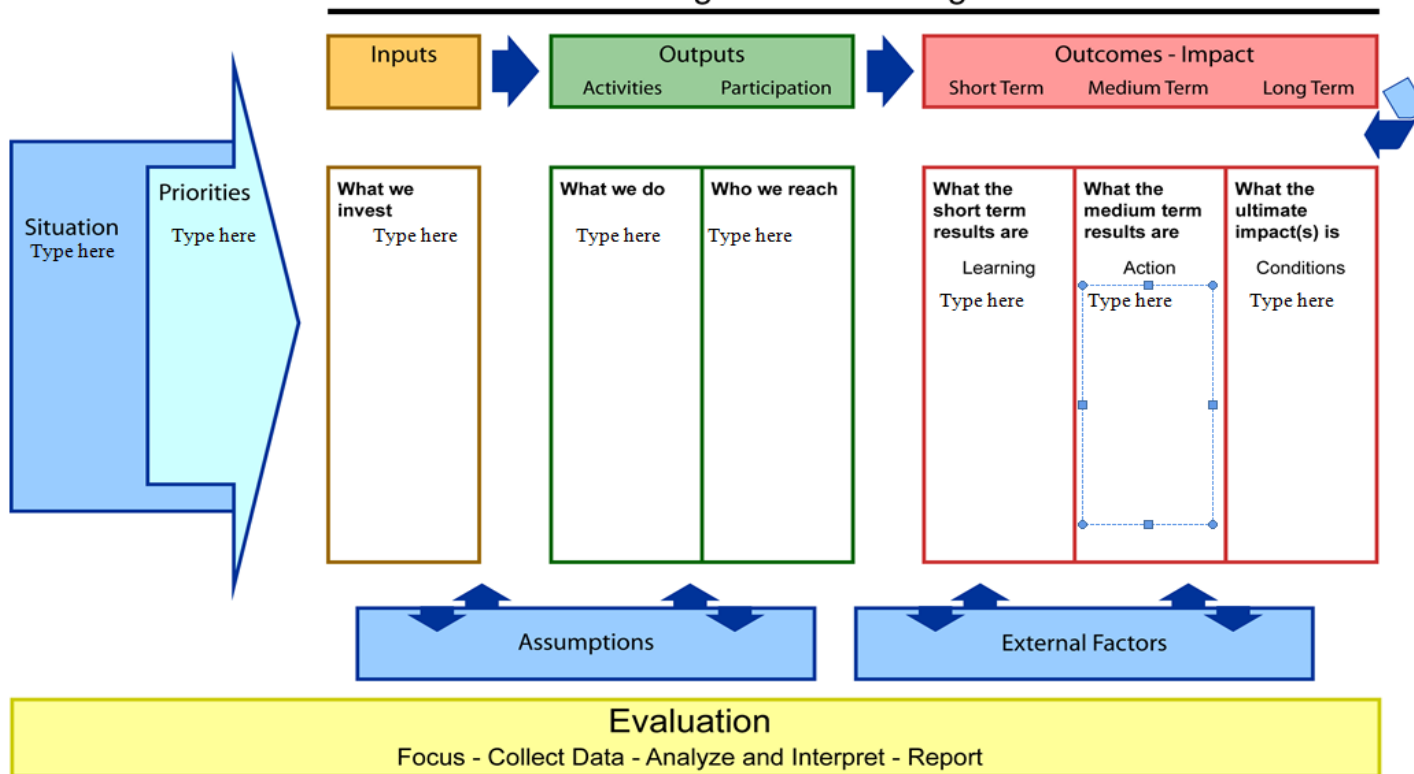 Inputs
Outputs
Activities Participation
Outcomes - Impact
Short Term Medium Term Long Term
Situation
Type here
Priorities
Type here
What we
invest
Type here
What we do
Type here
Who we reach
Type here
What the
short term
results are
Learning
Type here
What the
medium term
results are
Action
Type here
What the
ultimate
impact(s) is
Conditions
Type here
Assumptions
External Factors
Evaluation
Focus - Collect Data - Analyze and Interpret - Report